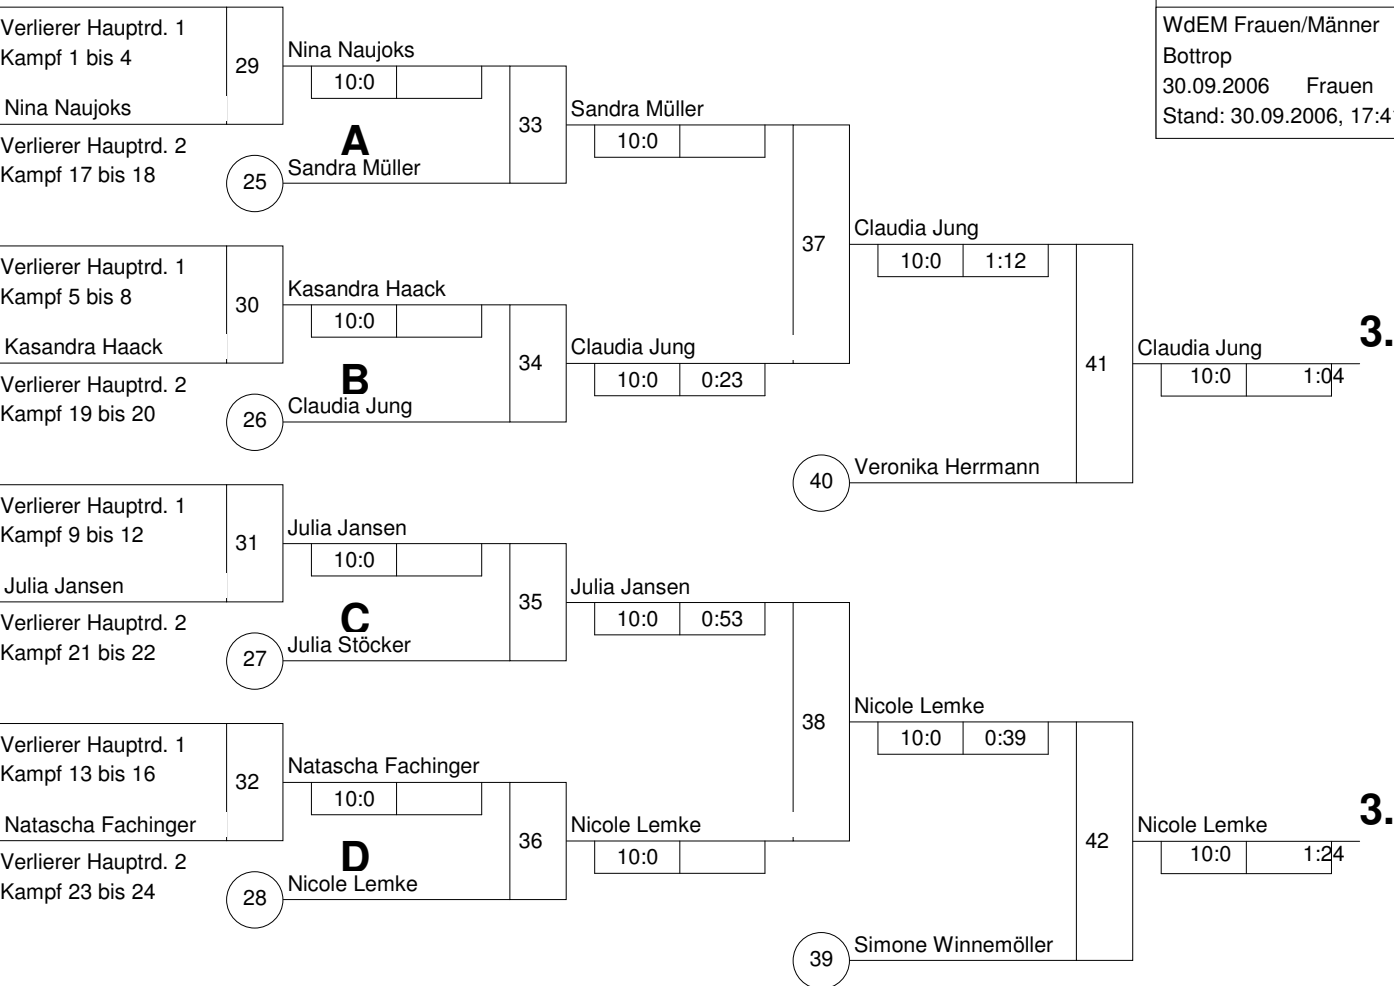 Verlierer Hauptrd. 1
Kampf 1 bis 4
29
Nina Naujoks
10:0
Nina Naujoks
A
33
Sandra Müller
10:0
Verlierer Hauptrd. 2
Kampf 17 bis 18
25
Sandra Müller
WdEM Frauen/Männer
Bottrop
30.09.2006 Frauen
Stand: 30.09.2006, 17:4
37
Claudia Jung
10:0 1:12
Verlierer Hauptrd. 1
Kampf 5 bis 8
30
Kasandra Haack
10:0
Kasandra Haack
B
34
Claudia Jung
10:0 0:23
Verlierer Hauptrd. 2
Kampf 19 bis 20
26
Claudia Jung
41
Claudia Jung
10:0 1:04
3.
40
Veronika Herrmann
Verlierer Hauptrd. 1
Kampf 9 bis 12
31
Julia Jansen
10:0
Julia Jansen
C
35
Julia Jansen
10:0 0:53
Verlierer Hauptrd. 2
Kampf 21 bis 22
27
Julia Stöcker
38
Nicole Lemke
10:0 0:39
Verlierer Hauptrd. 1
Kampf 13 bis 16
32
Natascha Fachinger
10:0
Natascha Fachinger
D
36
Nicole Lemke
10:0
Verlierer Hauptrd. 2
Kampf 23 bis 24
28
Nicole Lemke
42
Nicole Lemke
10:0 1:24
3.
39
Simone Winnemöller